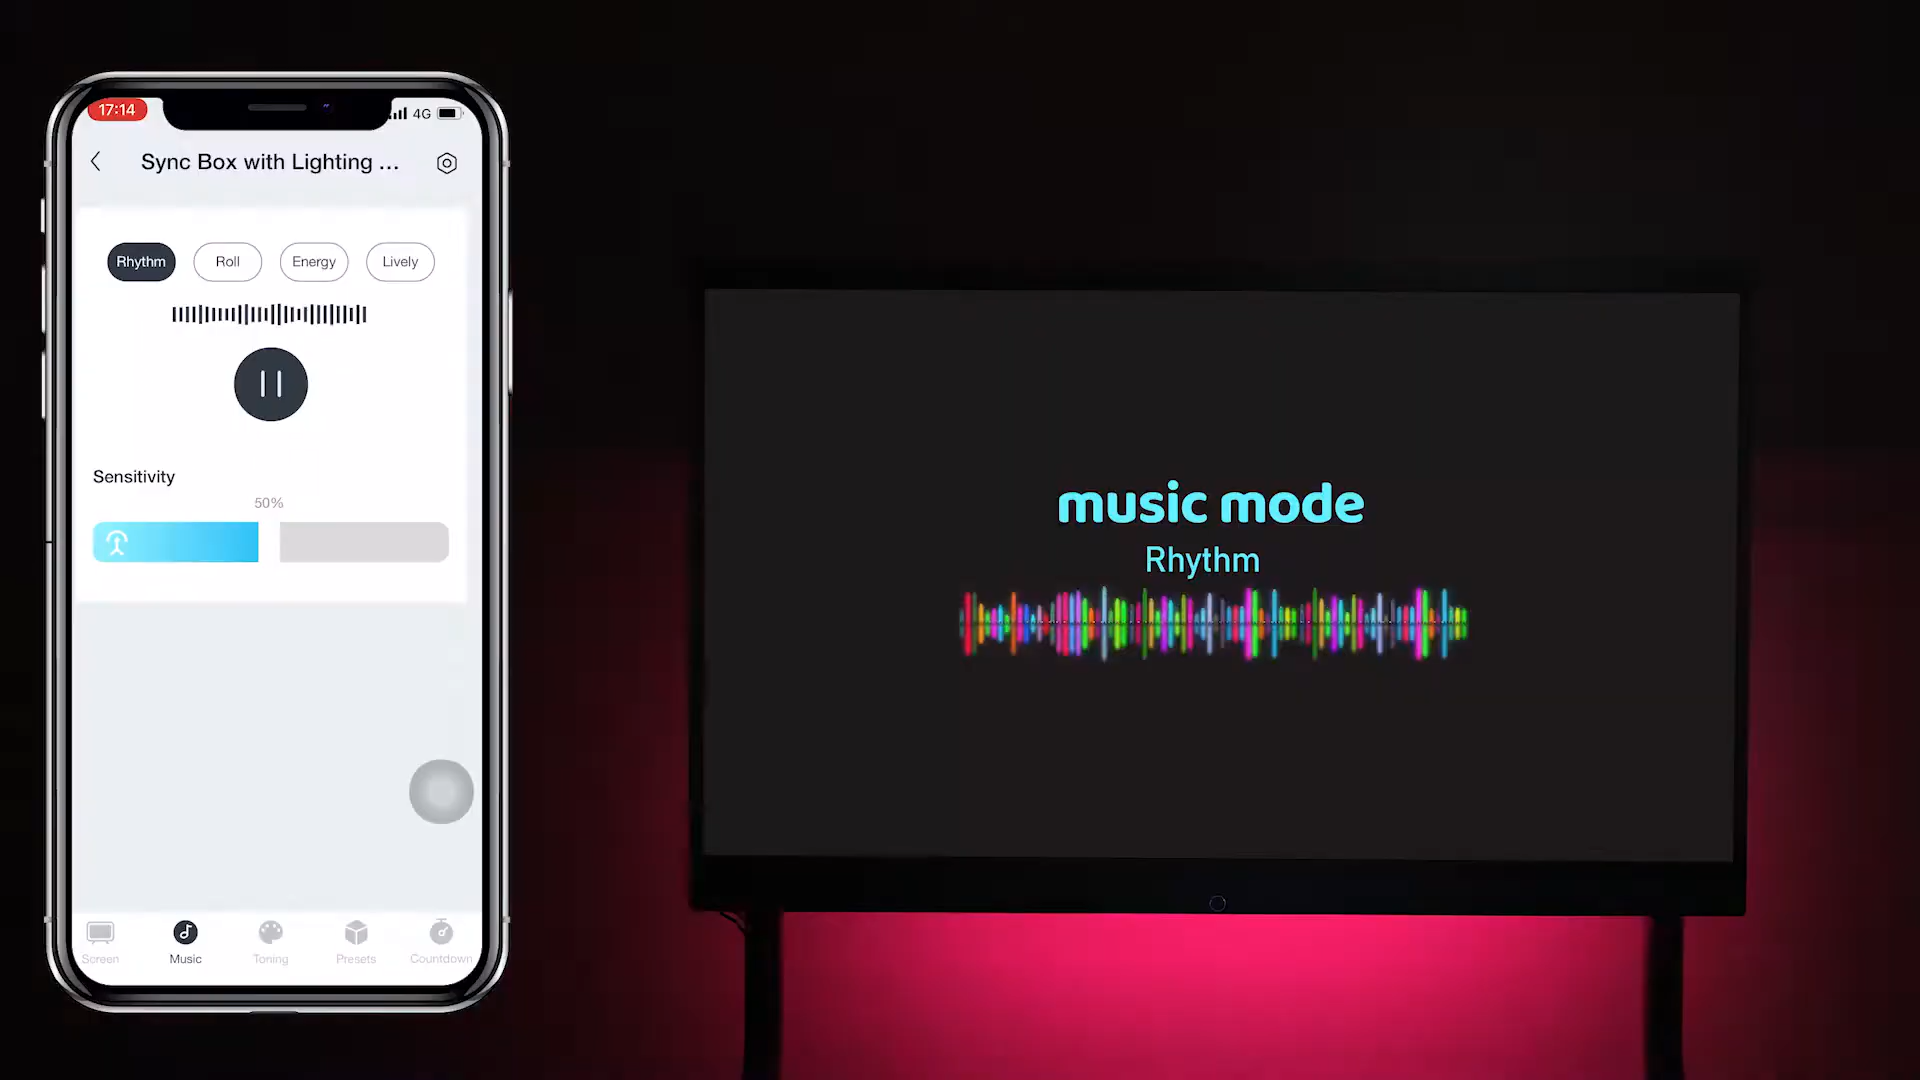 17:14
4G
Sync Box with Lighting ...
Rhythm
Roll
Energy
Lively
Sensitivity
50%
Screen
Music
Toning
Presets
Countdown
music mode
Rhythm